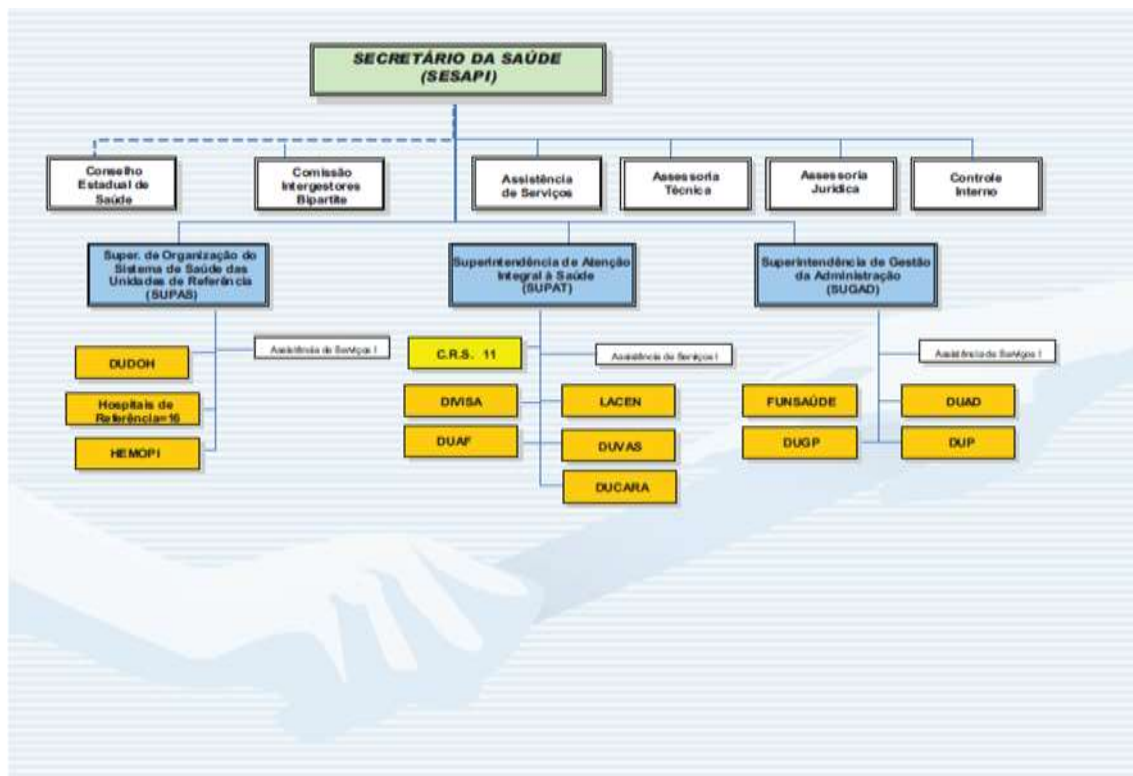 SECRETÁRIO DA SAÚDE
(SESAPI)
Conselho
Estadual de
Saúde
Comissão
Intergestores
Bipartite
Assistência
de Serviços
Assessoria
Técnica
Assessoria
Jurídica
Controle
Interno
Super. de Organização do
Sistema de Saúde das
Unidades de Referência
(SUPAS)
Superintendência de Atenção
Integral à Saúde
(SUPAT)
Superintendência de Gestão
da Administração
(SUGAD)
Assistência de Serviços I
DUDOH
Hospitais de
Referência=16
HEMOPI
C.R.S. 11
Assistência de Serviços I
DIVISA
LACEN
DUAF
DUVAS
DUCARA
Assistência de Serviços I
FUNSAÚDE
DUAD
DUGP
DUP